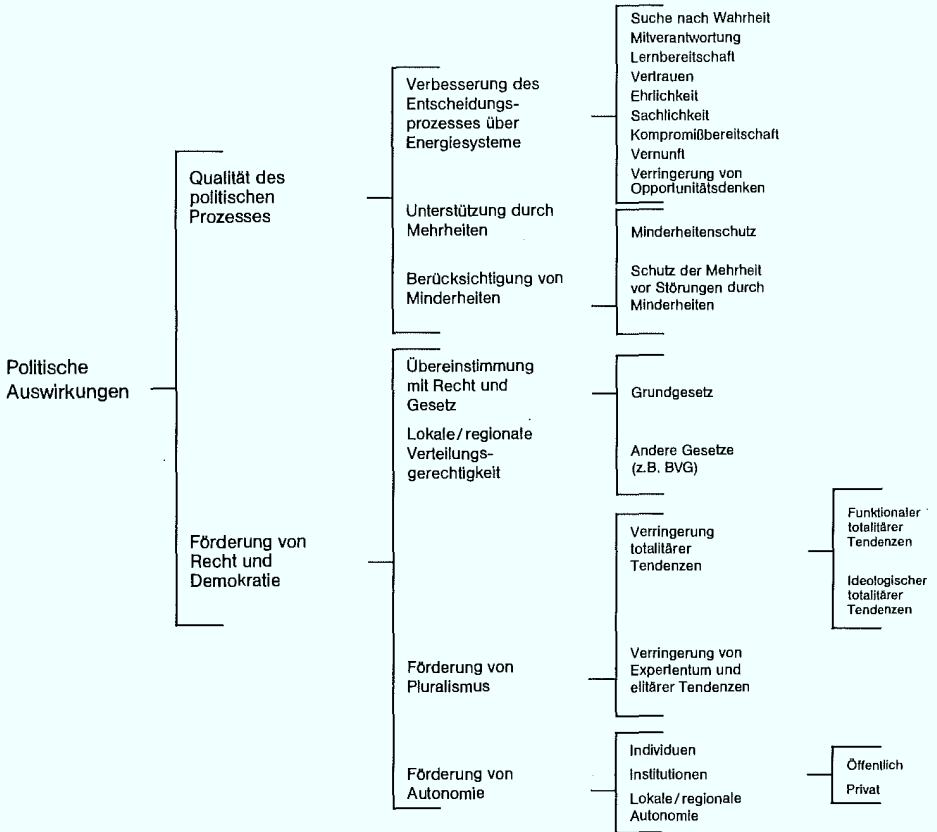 Politische
Auswirkungen
Qualität des
politischen
Prozesses
Verbesserung des
Entscheidungs-
prozesses über
Energiesysteme
Suche nach Wahrheit
Mitverantwortung
Lernbereitschaft
Vertrauen
Ehrlichkeit
Sachlichkeit
Kompromißbereitschaft
Vernunft
Verringerung von
Opportunitätsdenken
Unterstützung durch
Mehrheiten
Berücksichtigung von
Minderheiten
Minderheitenschutz
Schutz der Mehrheit
vor Störungen durch
Minderheiten
Förderung von
Recht und
Demokratie
Übereinstimmung
mit Recht und
Gesetz
Grundgesetz
Andere Gesetze
(z.B. BVG)
Lokale/regionale
Verteilungs-
gerechtigkeit
Förderung von
Pluralismus
Verringerung
totalitärer
Tendenzen
Funktionaler
totalitärer
Tendenzen
Ideologischer
totalitärer
Tendenzen
Verringerung von
Expertentum und
elitärer Tendenzen
Förderung von
Autonomie
Individuen
Institutionen
Öffentlich
Privat
Lokale/regionale
Autonomie